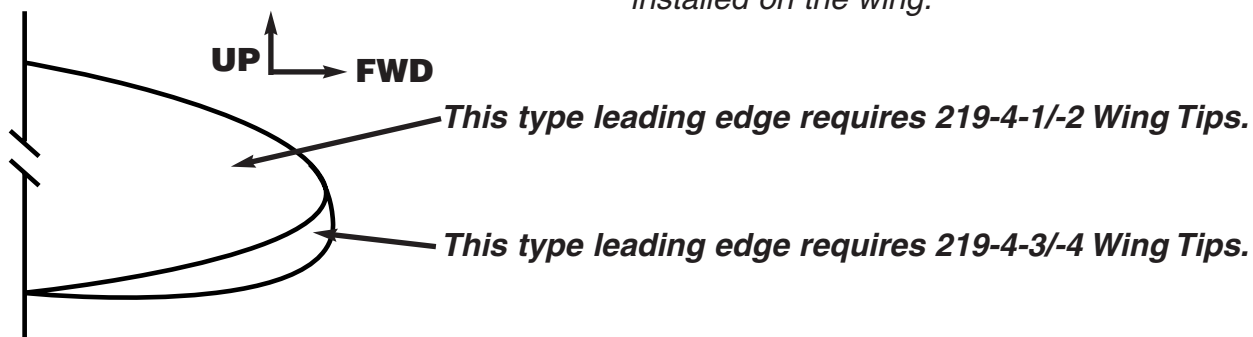 installed on the wing.
UP FWD
This type leading edge requires 219-4-1/-2 Wing Tips.
This type leading edge requires 219-4-3/-4 Wing Tips.